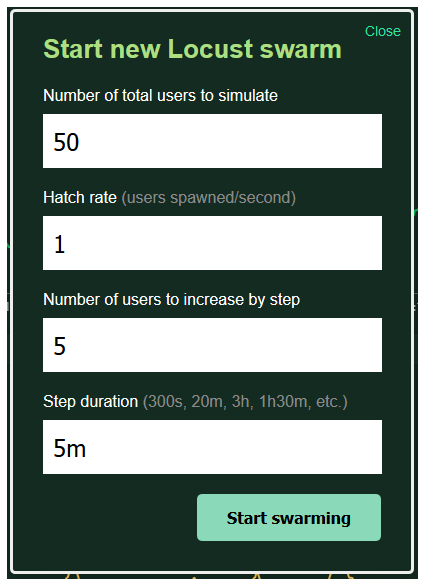 Close
Start new Locust swarm
Number of total users to simulate
50
Hatch rate (users spawned/second)
1
Number of users to increase by step
5
Step duration (300s, 20m, 3h, 1h30m, etc.)
5m
Start swarming